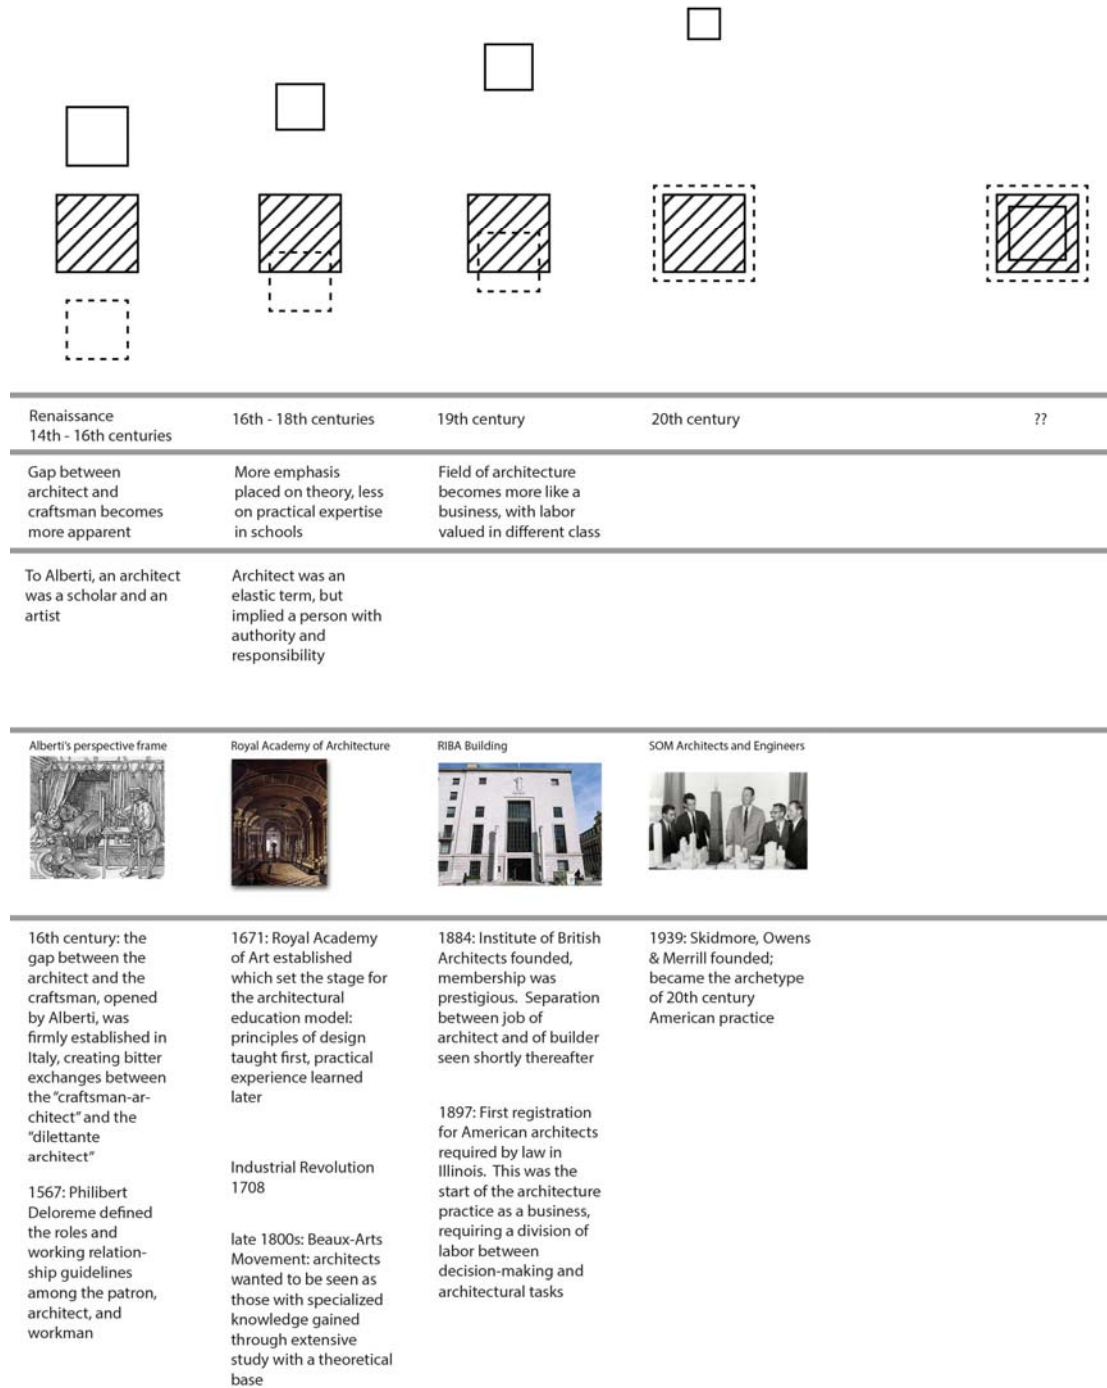 Renaissance
14th - 16th centuries
16th - 18th centuries
19th century
20th century
??
Gap between
architect and
craftsman becomes
more apparent
More emphasis
placed on theory, less
on practical expertise
in schools
Field of architecture
becomes more like a
business, with labor
valued in different class
To Alberti, an architect
was a scholar and an
artist
Architect was an
elastic term, but
implied a person with
authority and
responsibility
Alberti's perspective frame
Royal Academy of Architecture
RIBA Building
SOM Architects and Engineers
16th century: the
gap between the
architect and the
craftsman, opened
by Alberti, was
firmly established in
Italy, creating bitter
exchanges between
the "craftsman-ar-
chitect" and the
"dilettante
architect"
1567: Philibert
Deloreme defined
the roles and
working relation-
ship guidelines
among the patron,
architect, and
workman
1671: Royal Academy
of Art established
which set the stage for
the architectural
education model:
principles of design
taught first, practical
experience learned
later
Industrial Revolution
1708
late 1800s: Beaux-Arts
Movement: architects
wanted to be seen as
those with specialized
knowledge gained
through extensive
study with a theoretical
base
1884: Institute of British
Architects founded,
membership was
prestigious. Separation
between job of
architect and of builder
seen shortly thereafter
1897: First registration
for American architects
required by law in
Illinois. This was the
start of the architecture
practice as a business,
requiring a division of
labor between
decision-making and
architectural tasks
1939: Skidmore, Owens
& Merrill founded;
became the archetype
of 20th century
American practice